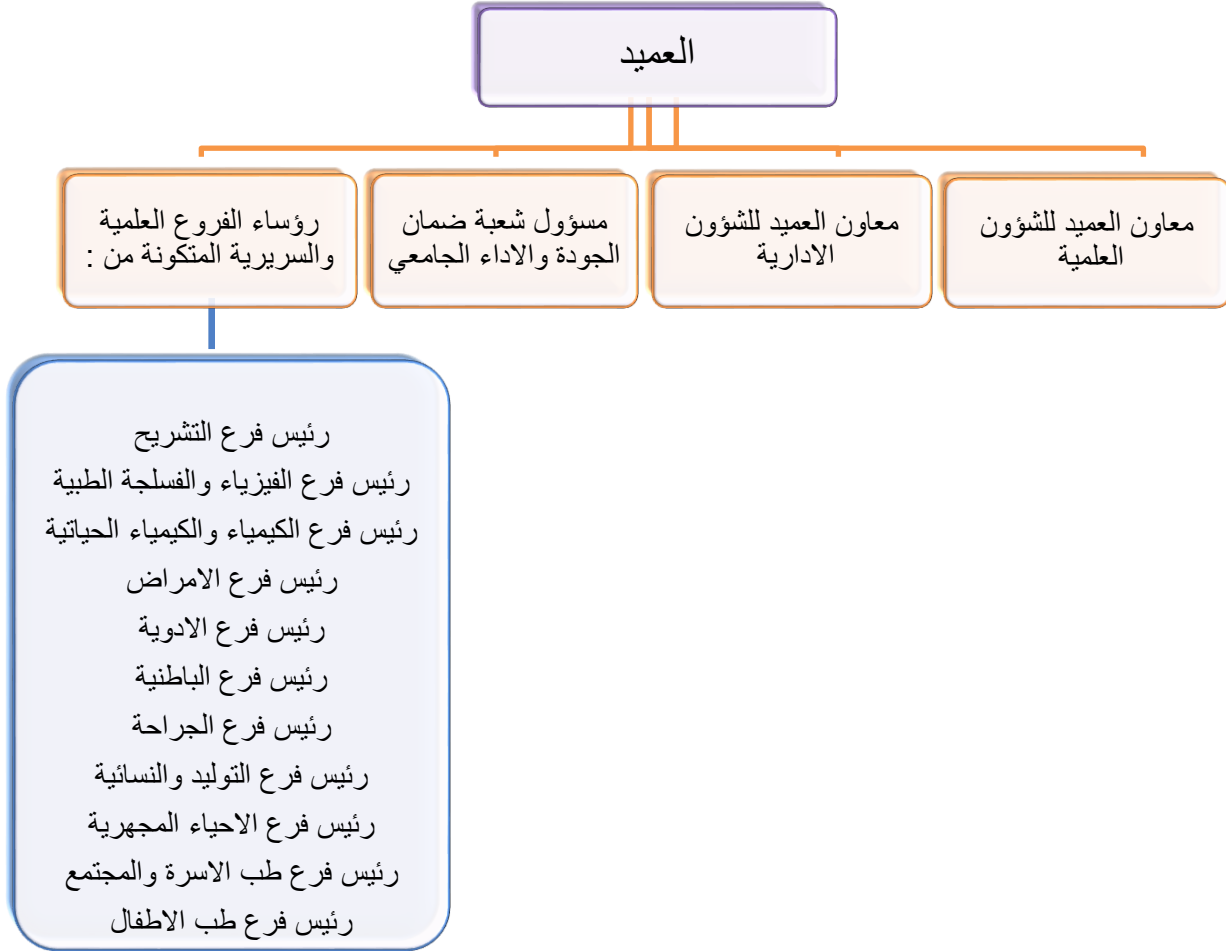 العميد
معاون العميد للشؤون
العلمية
معاون العميد للشؤون
الادارية
مسؤول شعبة ضمان
الجودة والاداء الجامعي
رؤساء الفروع العلمية
والسريرية المتكونة من :
رئيس فرع التشريح
رئيس فرع الفيزياء والفسلجة الطبية
رئيس فرع الكيمياء والكيمياء الحياتية
رئيس فرع الامراض
رئيس فرع الادوية
رئيس فرع الباطنية
رئيس فرع الجراحة
رئيس فرع التوليد والنسائية
رئيس فرع الاحياء المجهرية
رئيس فرع طب الاسرة والمجتمع
رئيس فرع طب الاطفال